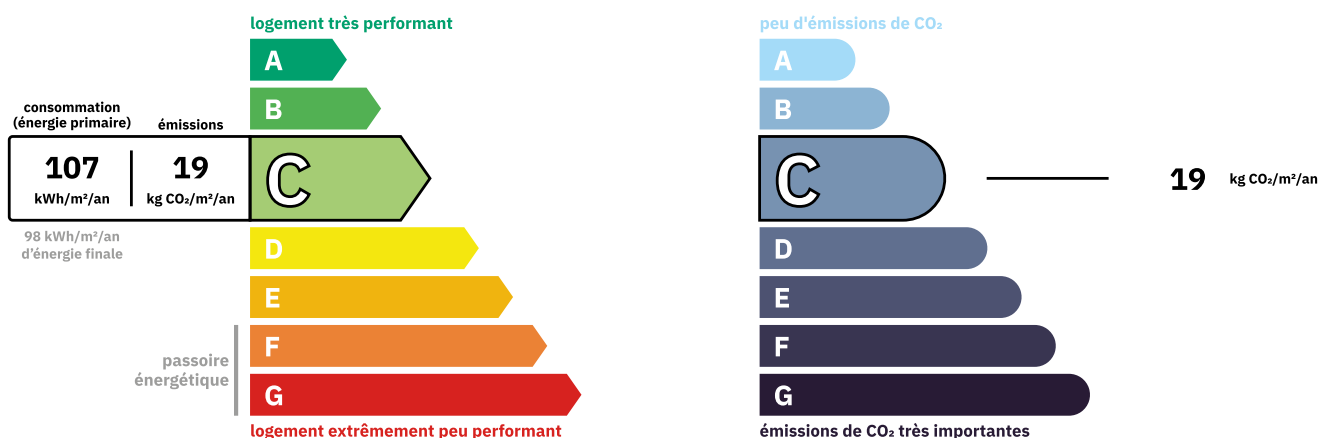 logement très performant
A
B
consommation
(énergie primaire)
émissions
107
kWh/m²/an
19
kg CO₂/m²/an
C
98 kWh/m²/an
d'énergie finale
D
E
F
passoire
énergétique
G
logement extrêmement peu performant
peu d'émissions de CO₂
A
B
C
19 kg CO₂/m²/an
D
E
F
G
émissions de CO₂ très importantes